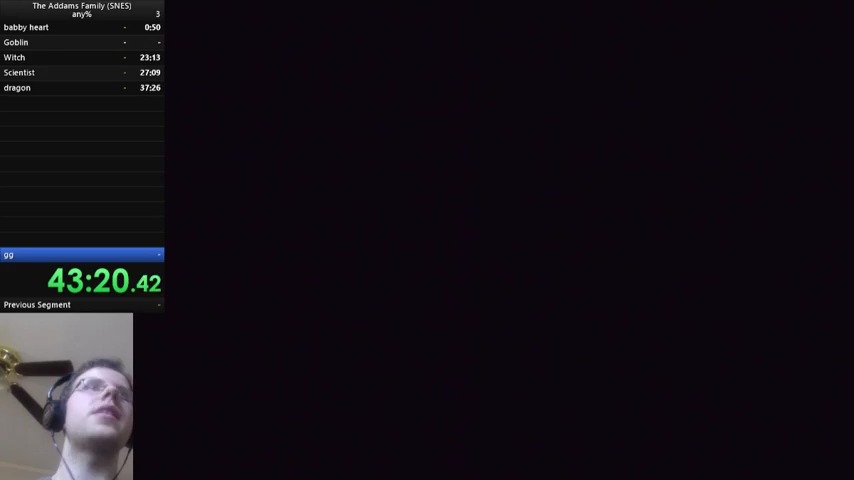 The Addams Family (SNES)
any% 3
babby heart - 0:50
Goblin - -
Witch - 23:13
Scientist - 27:09
dragon - 37:26
gg -
43:20.42
Previous Segment -